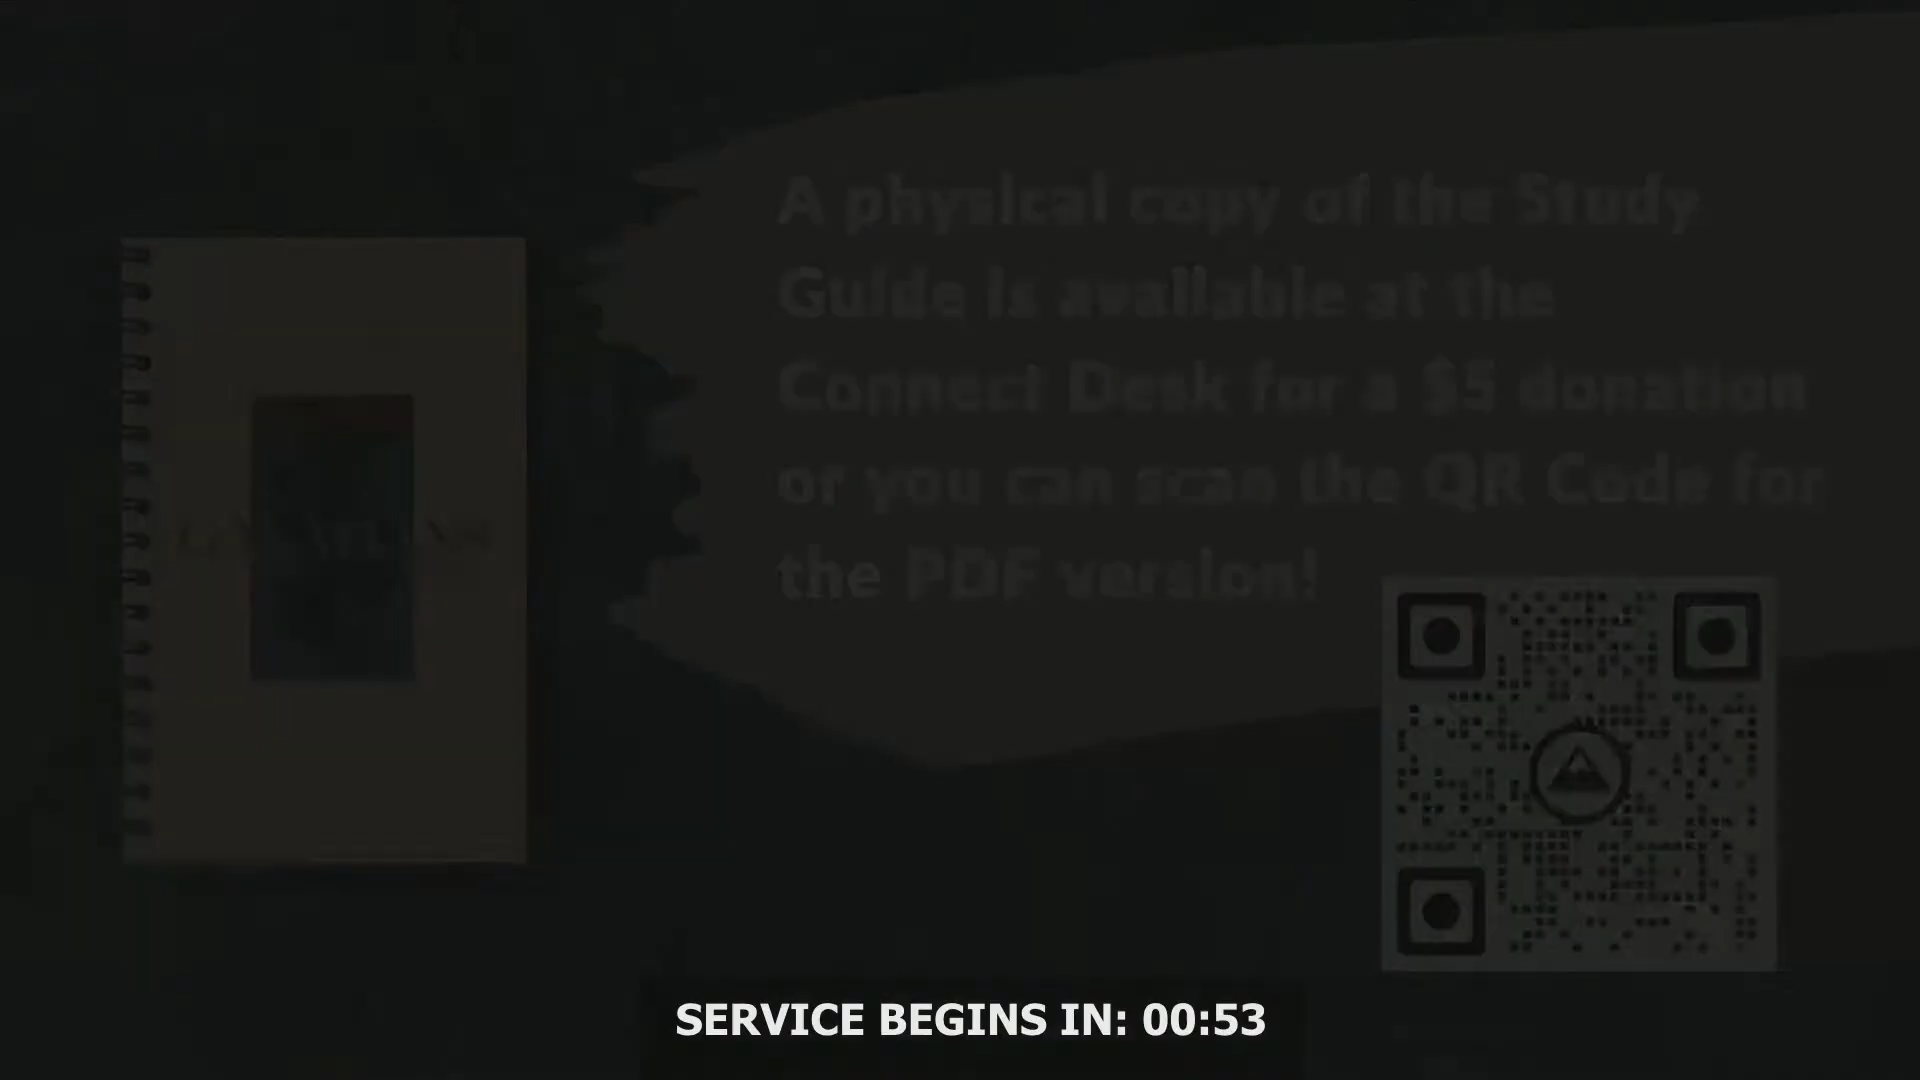 A physical copy of the Study
Guide is available at the
Connect Desk for a $5 donation
or you can scan the QR Code for
the PDF version!
GALATIANS
SERVICE BEGINS IN: 00:53